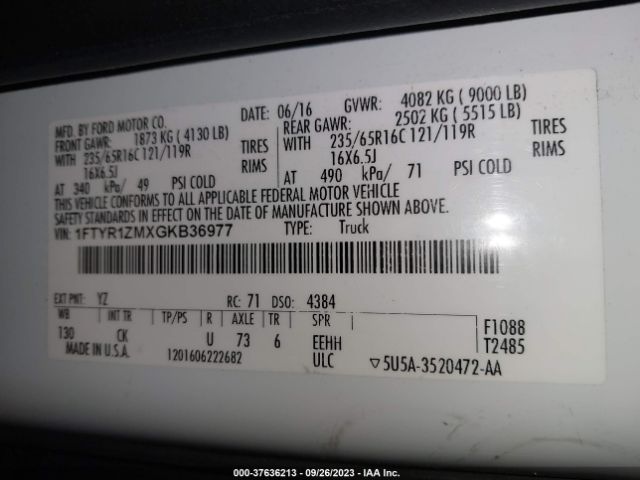 MFD. BY FORD MOTOR CO.
DATE: 06/16 GVWR: 4082 KG ( 9000 LB)
FRONT GAWR: 1873 KG ( 4130 LB)
REAR GAWR: 2502 KG ( 5515 LB)
WITH 235/65R16C 121/119R TIRES
WITH 235/65R16C 121/119R TIRES
16X6.5J RIMS
16X6.5J RIMS
AT 340 kPa/ 49 PSI COLD
AT 490 kPa/ 71 PSI COLD
THIS VEHICLE CONFORMS TO ALL APPLICABLE FEDERAL MOTOR VEHICLE
SAFETY STANDARDS IN EFFECT ON THE DATE OF MANUFACTURE SHOWN ABOVE.
VIN: 1FTYR1ZMXGKB36977 TYPE: Truck
EXT PNT: YZ RC: 71 DSO: 4384
WB INT TR TP/PS R AXLE TR SPR F1088
130 CK U 73 6 EEHH T2485
MADE IN U.S.A. 1201606222682 ULC ▽5U5A-3520472-AA
000-37636213 - 09/26/2023 - IAA Inc.